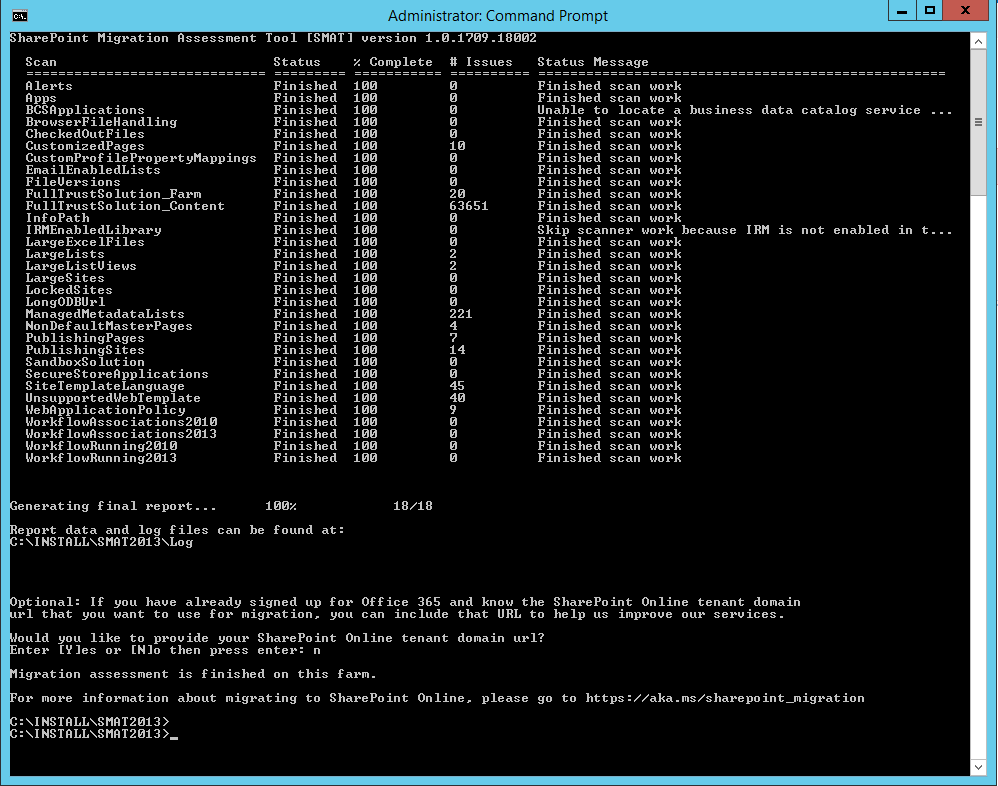 Administrator: Command Prompt
SharePoint Migration Assessment Tool [SMAT] version 1.0.1709.18002
Scan Status % Complete # Issues Status Message
============================== ========= =========== ========== ===================================================
Alerts Finished 100 0 Finished scan work
Apps Finished 100 0 Finished scan work
BCSApplications Finished 100 0 Unable to locate a business data catalog service ...
BrowserFileHandling Finished 100 0 Finished scan work
CheckedOutFiles Finished 100 0 Finished scan work
CustomizedPages Finished 100 10 Finished scan work
CustomProfilePropertyMappings Finished 100 0 Finished scan work
EmailEnabledLists Finished 100 0 Finished scan work
FileVersions Finished 100 0 Finished scan work
FullTrustSolution_Farm Finished 100 20 Finished scan work
FullTrustSolution_Content Finished 100 63651 Finished scan work
InfoPath Finished 100 0 Finished scan work
IRMEnabledLibrary Finished 100 0 Skip scanner work because IRM is not enabled in t...
LargeExcelFiles Finished 100 0 Finished scan work
LargeLists Finished 100 2 Finished scan work
LargeListViews Finished 100 2 Finished scan work
LargeSites Finished 100 0 Finished scan work
LockedSites Finished 100 0 Finished scan work
LongODBUrl Finished 100 0 Finished scan work
ManagedMetadataLists Finished 100 221 Finished scan work
NonDefaultMasterPages Finished 100 4 Finished scan work
PublishingPages Finished 100 7 Finished scan work
PublishingSites Finished 100 14 Finished scan work
SandboxSolution Finished 100 0 Finished scan work
SecureStoreApplications Finished 100 0 Finished scan work
SiteTemplateLanguage Finished 100 45 Finished scan work
UnsupportedWebTemplate Finished 100 40 Finished scan work
WebApplicationPolicy Finished 100 9 Finished scan work
WorkflowAssociations2010 Finished 100 0 Finished scan work
WorkflowAssociations2013 Finished 100 0 Finished scan work
WorkflowRunning2010 Finished 100 0 Finished scan work
WorkflowRunning2013 Finished 100 0 Finished scan work
Generating final report... 100% 18/18
Report data and log files can be found at:
C:\INSTALL\SMAT2013\Log
Optional: If you have already signed up for Office 365 and know the SharePoint Online tenant domain
url that you want to use for migration, you can include that URL to help us improve our services.
Would you like to provide your SharePoint Online tenant domain url?
Enter [Y]es or [N]o then press enter: n
Migration assessment is finished on this farm.
For more information about migrating to SharePoint Online, please go to https://aka.ms/sharepoint_migration
C:\INSTALL\SMAT2013>
C:\INSTALL\SMAT2013>_